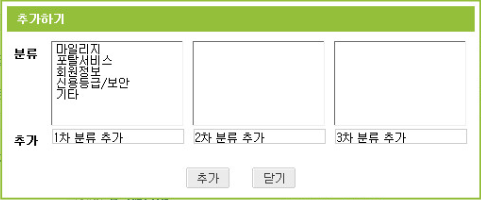 추가하기
분류
마일리지
포탈서비스
회원정보
신용등급/보안
기타
추가 1차 분류 추가 2차 분류 추가 3차 분류 추가
추가 닫기